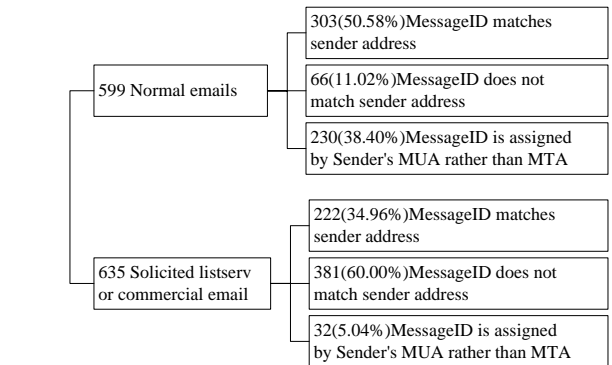 303(50.58%)MessageID matches
sender address
599 Normal emails
66(11.02%)MessageID does not
match sender address
230(38.40%)MessageID is assigned
by Sender's MUA rather than MTA
222(34.96%)MessageID matches
sender address
635 Solicited listserv
or commercial email
381(60.00%)MessageID does not
match sender address
32(5.04%)MessageID is assigned
by Sender's MUA rather than MTA